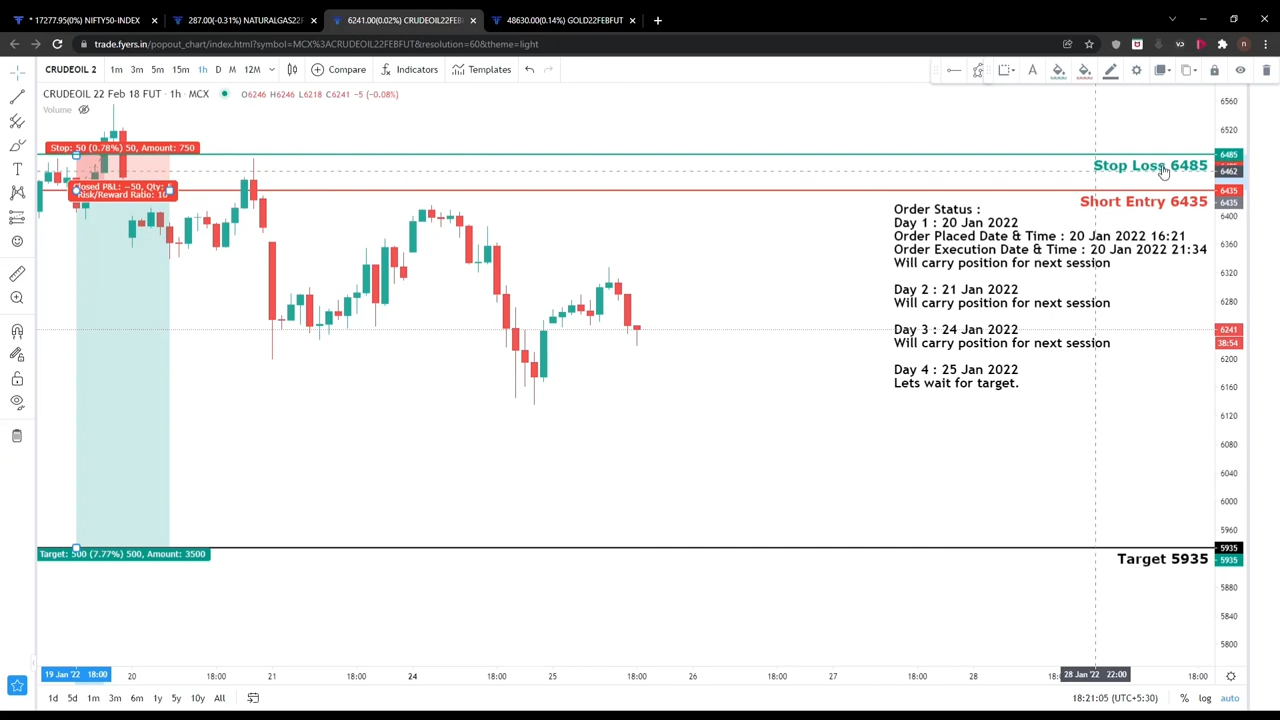 * 17277.95(0%) NIFTY50-INDEX
287.00(-0.31%) NATURALGAS22F
6241.00(0.02%) CRUDEOIL22FEB
48630.00(0.14%) GOLD22FEBFUT
trade.fyers.in/popout_chart/index.html?symbol=MCX%3ACRUDEOIL22FEBFUT&resolution=60&theme=light
CRUDEOIL 2 1m 3m 5m 15m 1h D M 12M Compare Indicators Templates
CRUDEOIL 22 Feb 18 FUT · 1h · MCX O6246 H6246 L6218 C6241 −5 (−0.08%)
Volume
Stop: 50 (0.78%) 50, Amount: 750
Stop Loss 6485
Closed P&L: −50, Qty:
Risk/Reward Ratio: 10
Short Entry 6435
Order Status :
Day 1 : 20 Jan 2022
Order Placed Date & Time : 20 Jan 2022 16:21
Order Execution Date & Time : 20 Jan 2022 21:34
Will carry position for next session
Day 2 : 21 Jan 2022
Will carry position for next session
Day 3 : 24 Jan 2022
Will carry position for next session
Day 4 : 25 Jan 2022
Lets wait for target.
Target: 500 (7.77%) 500, Amount: 3500
Target 5935
6560
6520
6485
6462
6435
6435
6400
6360
6320
6280
6241
38:54
6200
6160
6120
6080
6040
6000
5960
5935
5935
5880
5840
5800
19 Jan '22 18:00 20 18:00 21 18:00 24 18:00 25 18:00 26 18:00 27 18:00 28 28 Jan '22 22:00 18:00
1d 5d 1m 3m 6m 1y 5y 10y All
18:21:05 (UTC+5:30) % log auto